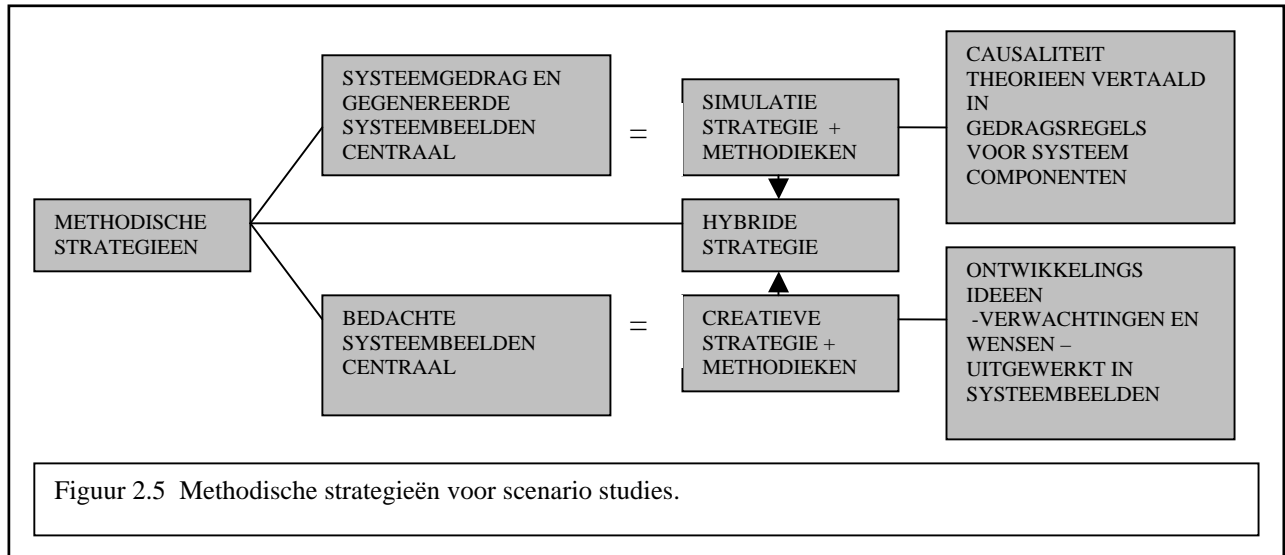 METHODISCHE
STRATEGIEEN
SYSTEEMGEDRAG EN
GEGENEREERDE
SYSTEEMBEELDEN
CENTRAAL
=
SIMULATIE
STRATEGIE +
METHODIEKEN
CAUSALITEIT
THEORIEEN VERTAALD
IN
GEDRAGSREGELS
VOOR SYSTEEM
COMPONENTEN
HYBRIDE
STRATEGIE
BEDACHTE
SYSTEEMBEELDEN
CENTRAAL
=
CREATIEVE
STRATEGIE +
METHODIEKEN
ONTWIKKELINGS
IDEEEN
-VERWACHTINGEN EN
WENSEN –
UITGEWERKT IN
SYSTEEMBEELDEN
Figuur 2.5 Methodische strategieën voor scenario studies.